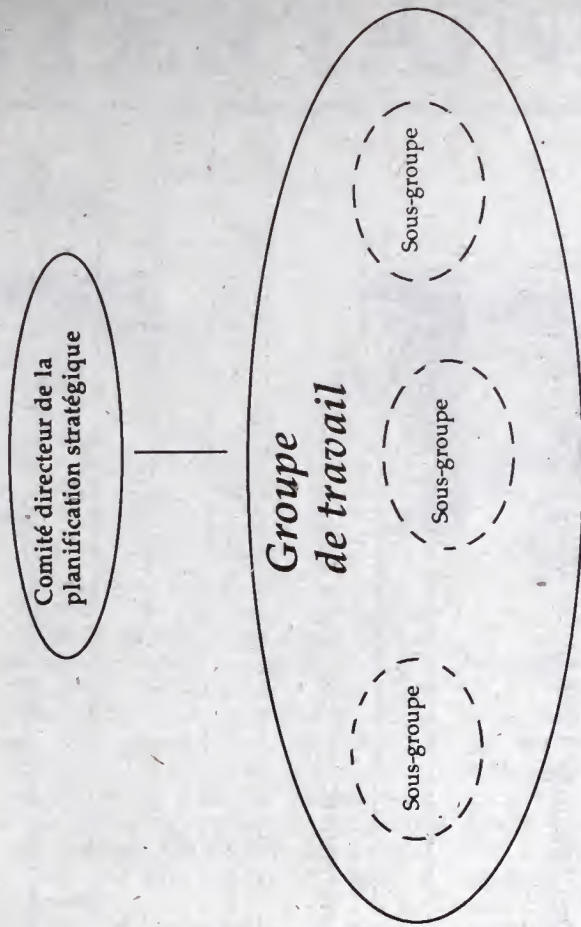 Comité directeur de la
planification stratégique
Groupe
de travail
Sous-groupe
Sous-groupe
Sous-groupe